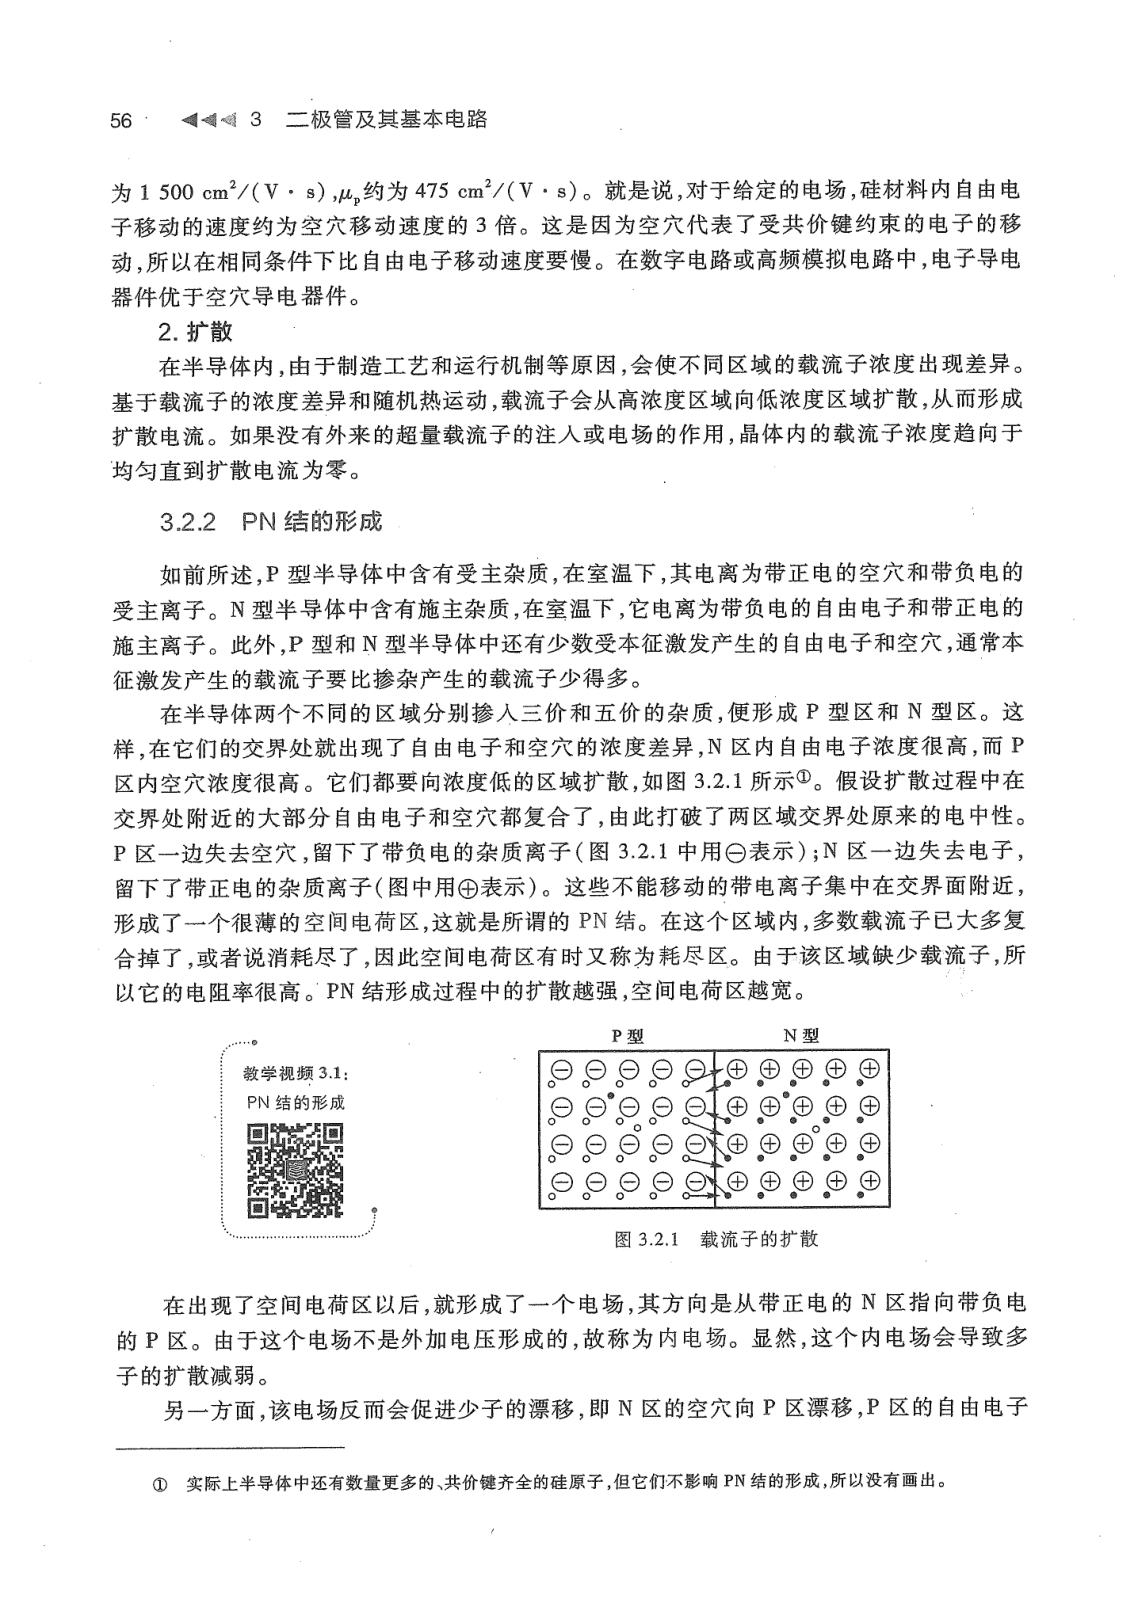 56 ◀◀◀ 3 二极管及其基本电路
为 1 500 cm²/(V·s),μₚ约为 475 cm²/(V·s)。就是说,对于给定的电场,硅材料内自由电
子移动的速度约为空穴移动速度的 3 倍。这是因为空穴代表了受共价键约束的电子的移
动,所以在相同条件下比自由电子移动速度要慢。在数字电路或高频模拟电路中,电子导电
器件优于空穴导电器件。
2. 扩散
在半导体内,由于制造工艺和运行机制等原因,会使不同区域的载流子浓度出现差异。
基于载流子的浓度差异和随机热运动,载流子会从高浓度区域向低浓度区域扩散,从而形成
扩散电流。如果没有外来的超量载流子的注入或电场的作用,晶体内的载流子浓度趋向于
均匀直到扩散电流为零。
3.2.2 PN 结的形成
如前所述,P 型半导体中含有受主杂质,在室温下,其电离为带正电的空穴和带负电的
受主离子。N 型半导体中含有施主杂质,在室温下,它电离为带负电的自由电子和带正电的
施主离子。此外,P 型和 N 型半导体中还有少数受本征激发产生的自由电子和空穴,通常本
征激发产生的载流子要比掺杂产生的载流子少得多。
在半导体两个不同的区域分别掺入三价和五价的杂质,便形成 P 型区和 N 型区。这
样,在它们的交界处就出现了自由电子和空穴的浓度差异,N 区内自由电子浓度很高,而 P
区内空穴浓度很高。它们都要向浓度低的区域扩散,如图 3.2.1 所示①。假设扩散过程中在
交界处附近的大部分自由电子和空穴都复合了,由此打破了两区域交界处原来的电中性。
P 区一边失去空穴,留下了带负电的杂质离子(图 3.2.1 中用⊖表示);N 区一边失去电子,
留下了带正电的杂质离子(图中用⊕表示)。这些不能移动的带电离子集中在交界面附近,
形成了一个很薄的空间电荷区,这就是所谓的 PN 结。在这个区域内,多数载流子已大多复
合掉了,或者说消耗尽了,因此空间电荷区有时又称为耗尽区。由于该区域缺少载流子,所
以它的电阻率很高。PN 结形成过程中的扩散越强,空间电荷区越宽。
教学视频 3.1:
PN 结的形成
P 型 N 型
图 3.2.1 载流子的扩散
在出现了空间电荷区以后,就形成了一个电场,其方向是从带正电的 N 区指向带负电
的 P 区。由于这个电场不是外加电压形成的,故称为内电场。显然,这个内电场会导致多
子的扩散减弱。
另一方面,该电场反而会促进少子的漂移,即 N 区的空穴向 P 区漂移,P 区的自由电子
① 实际上半导体中还有数量更多的、共价键齐全的硅原子,但它们不影响 PN 结的形成,所以没有画出。